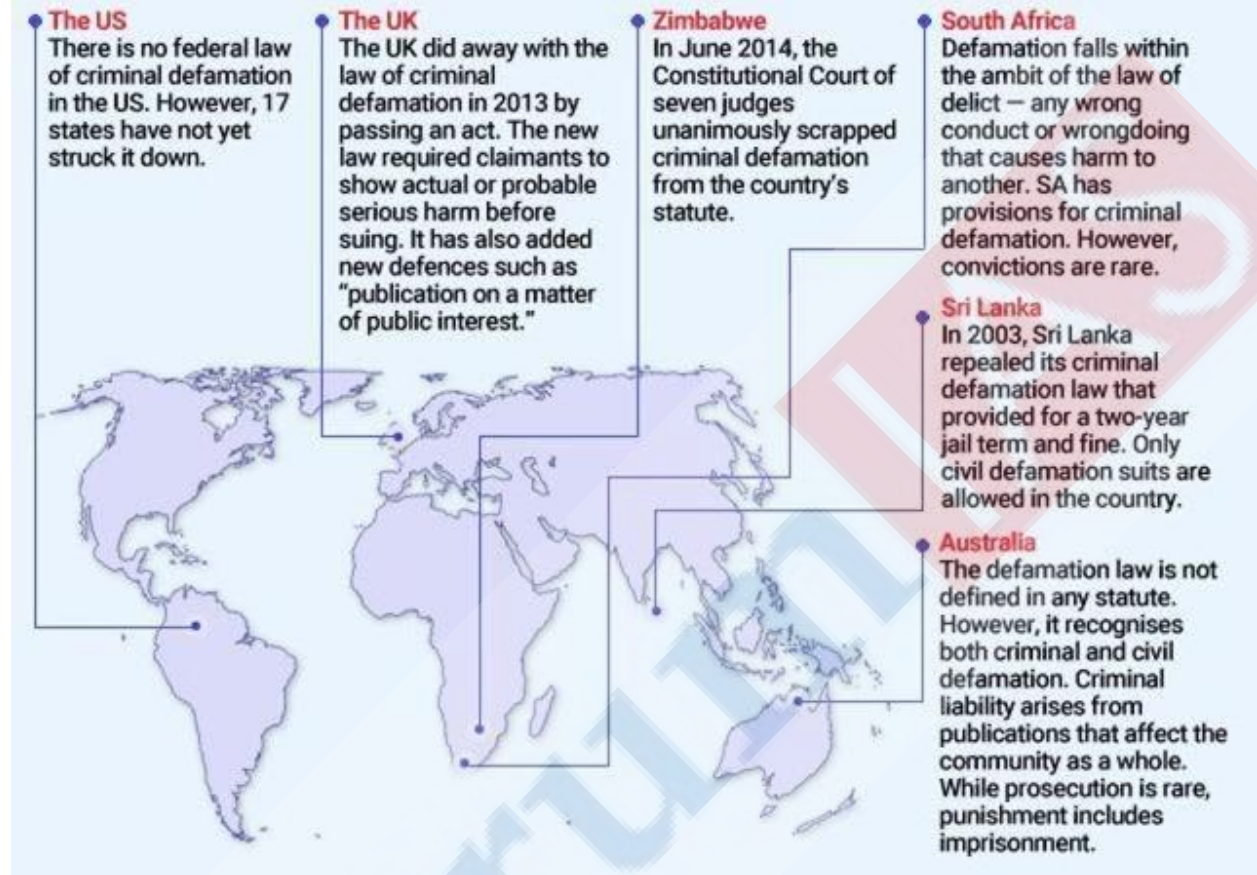 The US
There is no federal law
of criminal defamation
in the US. However, 17
states have not yet
struck it down.
The UK
The UK did away with the
law of criminal
defamation in 2013 by
passing an act. The new
law required claimants to
show actual or probable
serious harm before
suing. It has also added
new defences such as
“publication on a matter
of public interest.”
Zimbabwe
In June 2014, the
Constitutional Court of
seven judges
unanimously scrapped
criminal defamation
from the country’s
statute.
South Africa
Defamation falls within
the ambit of the law of
delict — any wrong
conduct or wrongdoing
that causes harm to
another. SA has
provisions for criminal
defamation. However,
convictions are rare.
Sri Lanka
In 2003, Sri Lanka
repealed its criminal
defamation law that
provided for a two-year
jail term and fine. Only
civil defamation suits are
allowed in the country.
Australia
The defamation law is not
defined in any statute.
However, it recognises
both criminal and civil
defamation. Criminal
liability arises from
publications that affect the
community as a whole.
While prosecution is rare,
punishment includes
imprisonment.